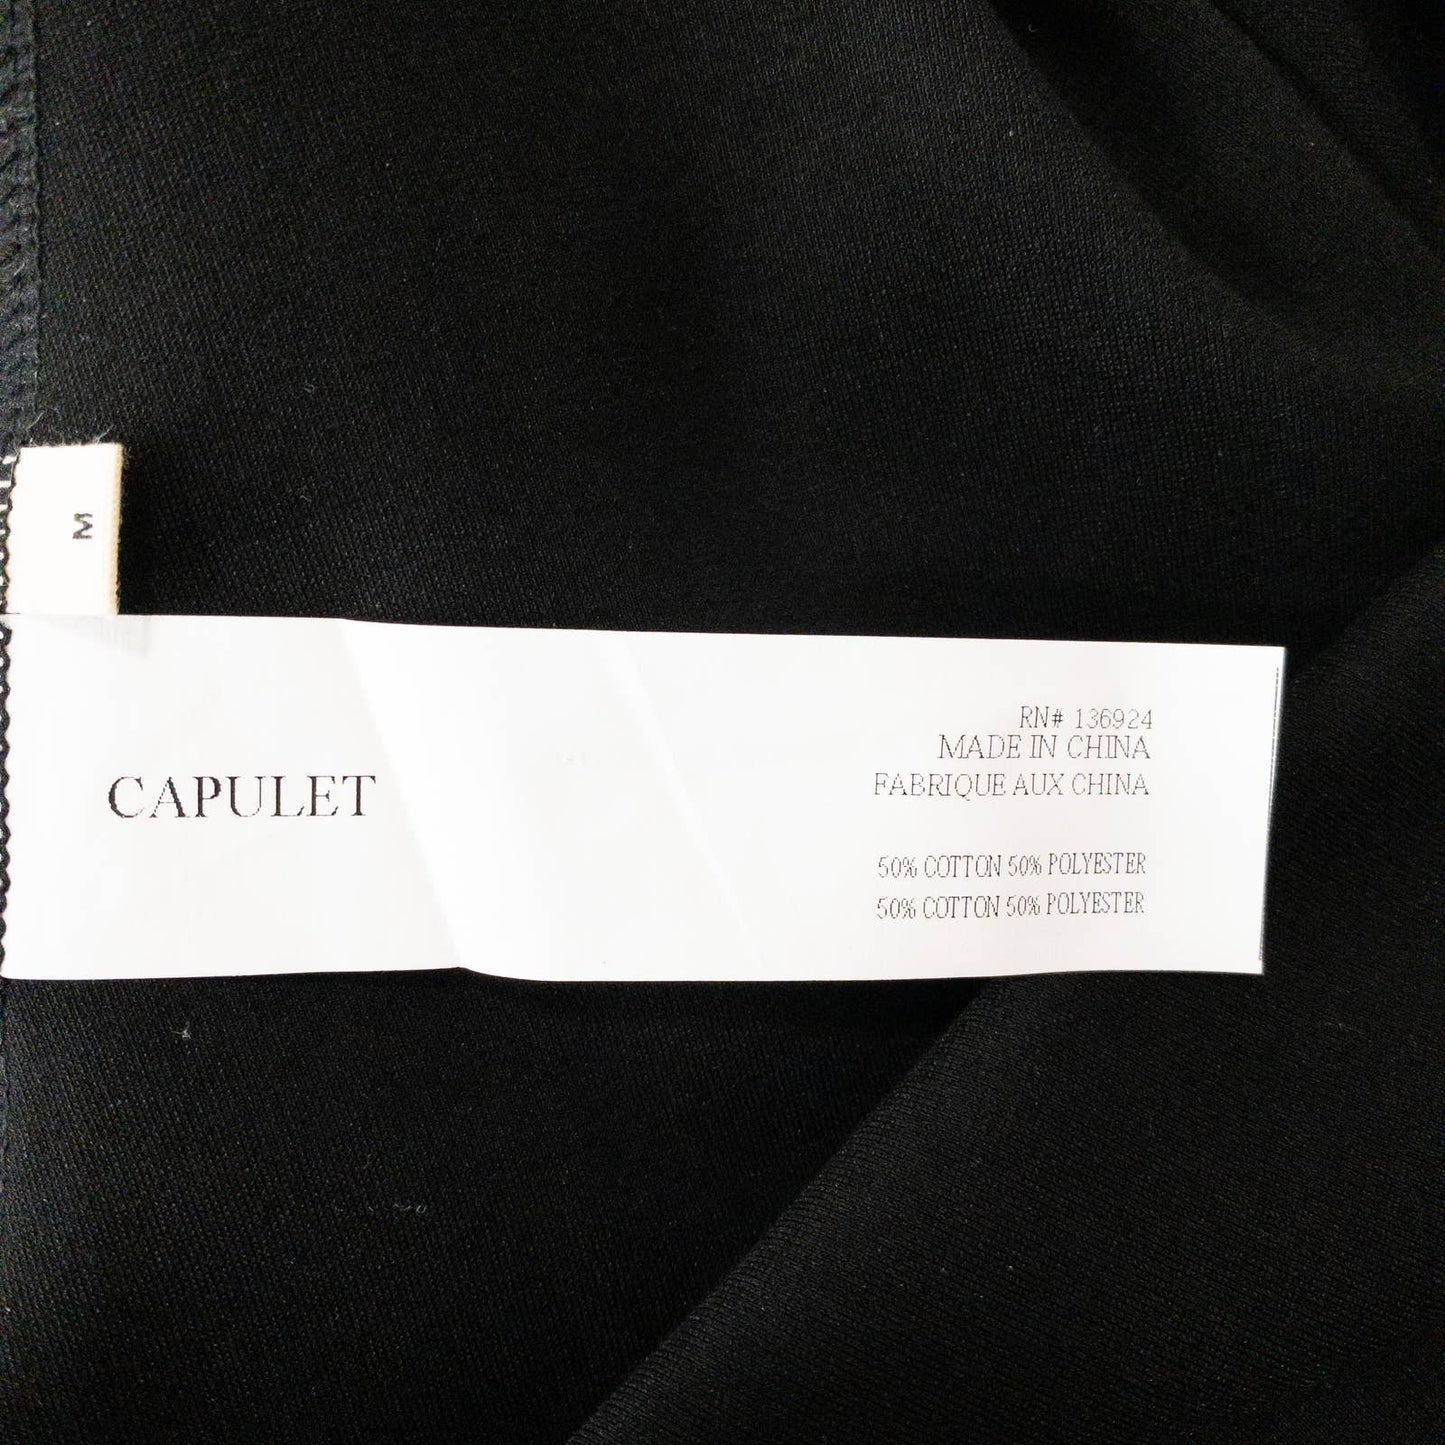 M
CAPULET
RN# 136924
MADE IN CHINA
FABRIQUE AUX CHINA
50% COTTON 50% POLYESTER
50% COTTON 50% POLYESTER